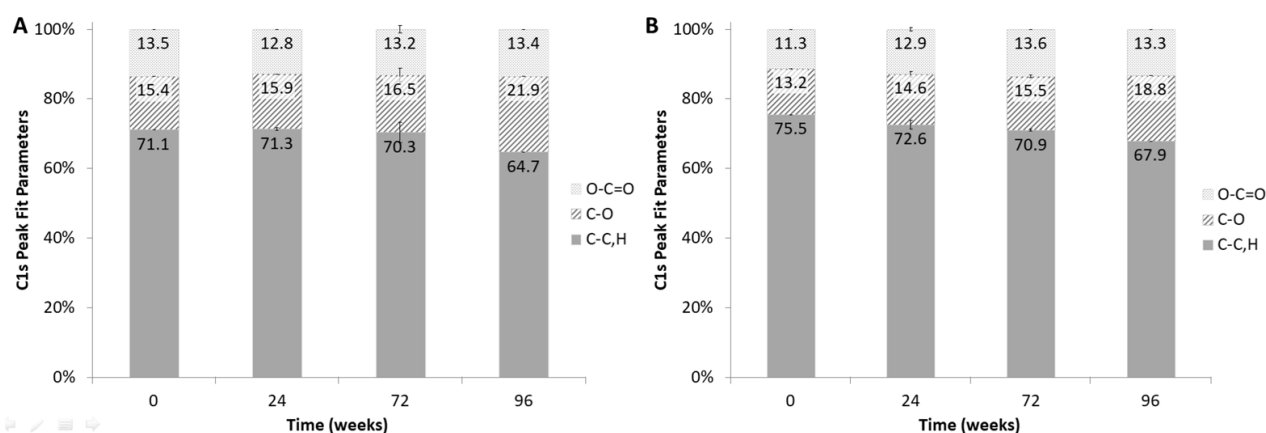 A
C1s Peak Fit Parameters
100%
80%
60%
40%
20%
0%
13.5 12.8 13.2 13.4
15.4 15.9 16.5 21.9
71.1 71.3 70.3 64.7
0 24 72 96
Time (weeks)
O-C=O
C-O
C-C,H
B
C1s Peak Fit Parameters
100%
80%
60%
40%
20%
0%
11.3 12.9 13.6 13.3
13.2 14.6 15.5 18.8
75.5 72.6 70.9 67.9
0 24 72 96
Time (weeks)
O-C=O
C-O
C-C,H